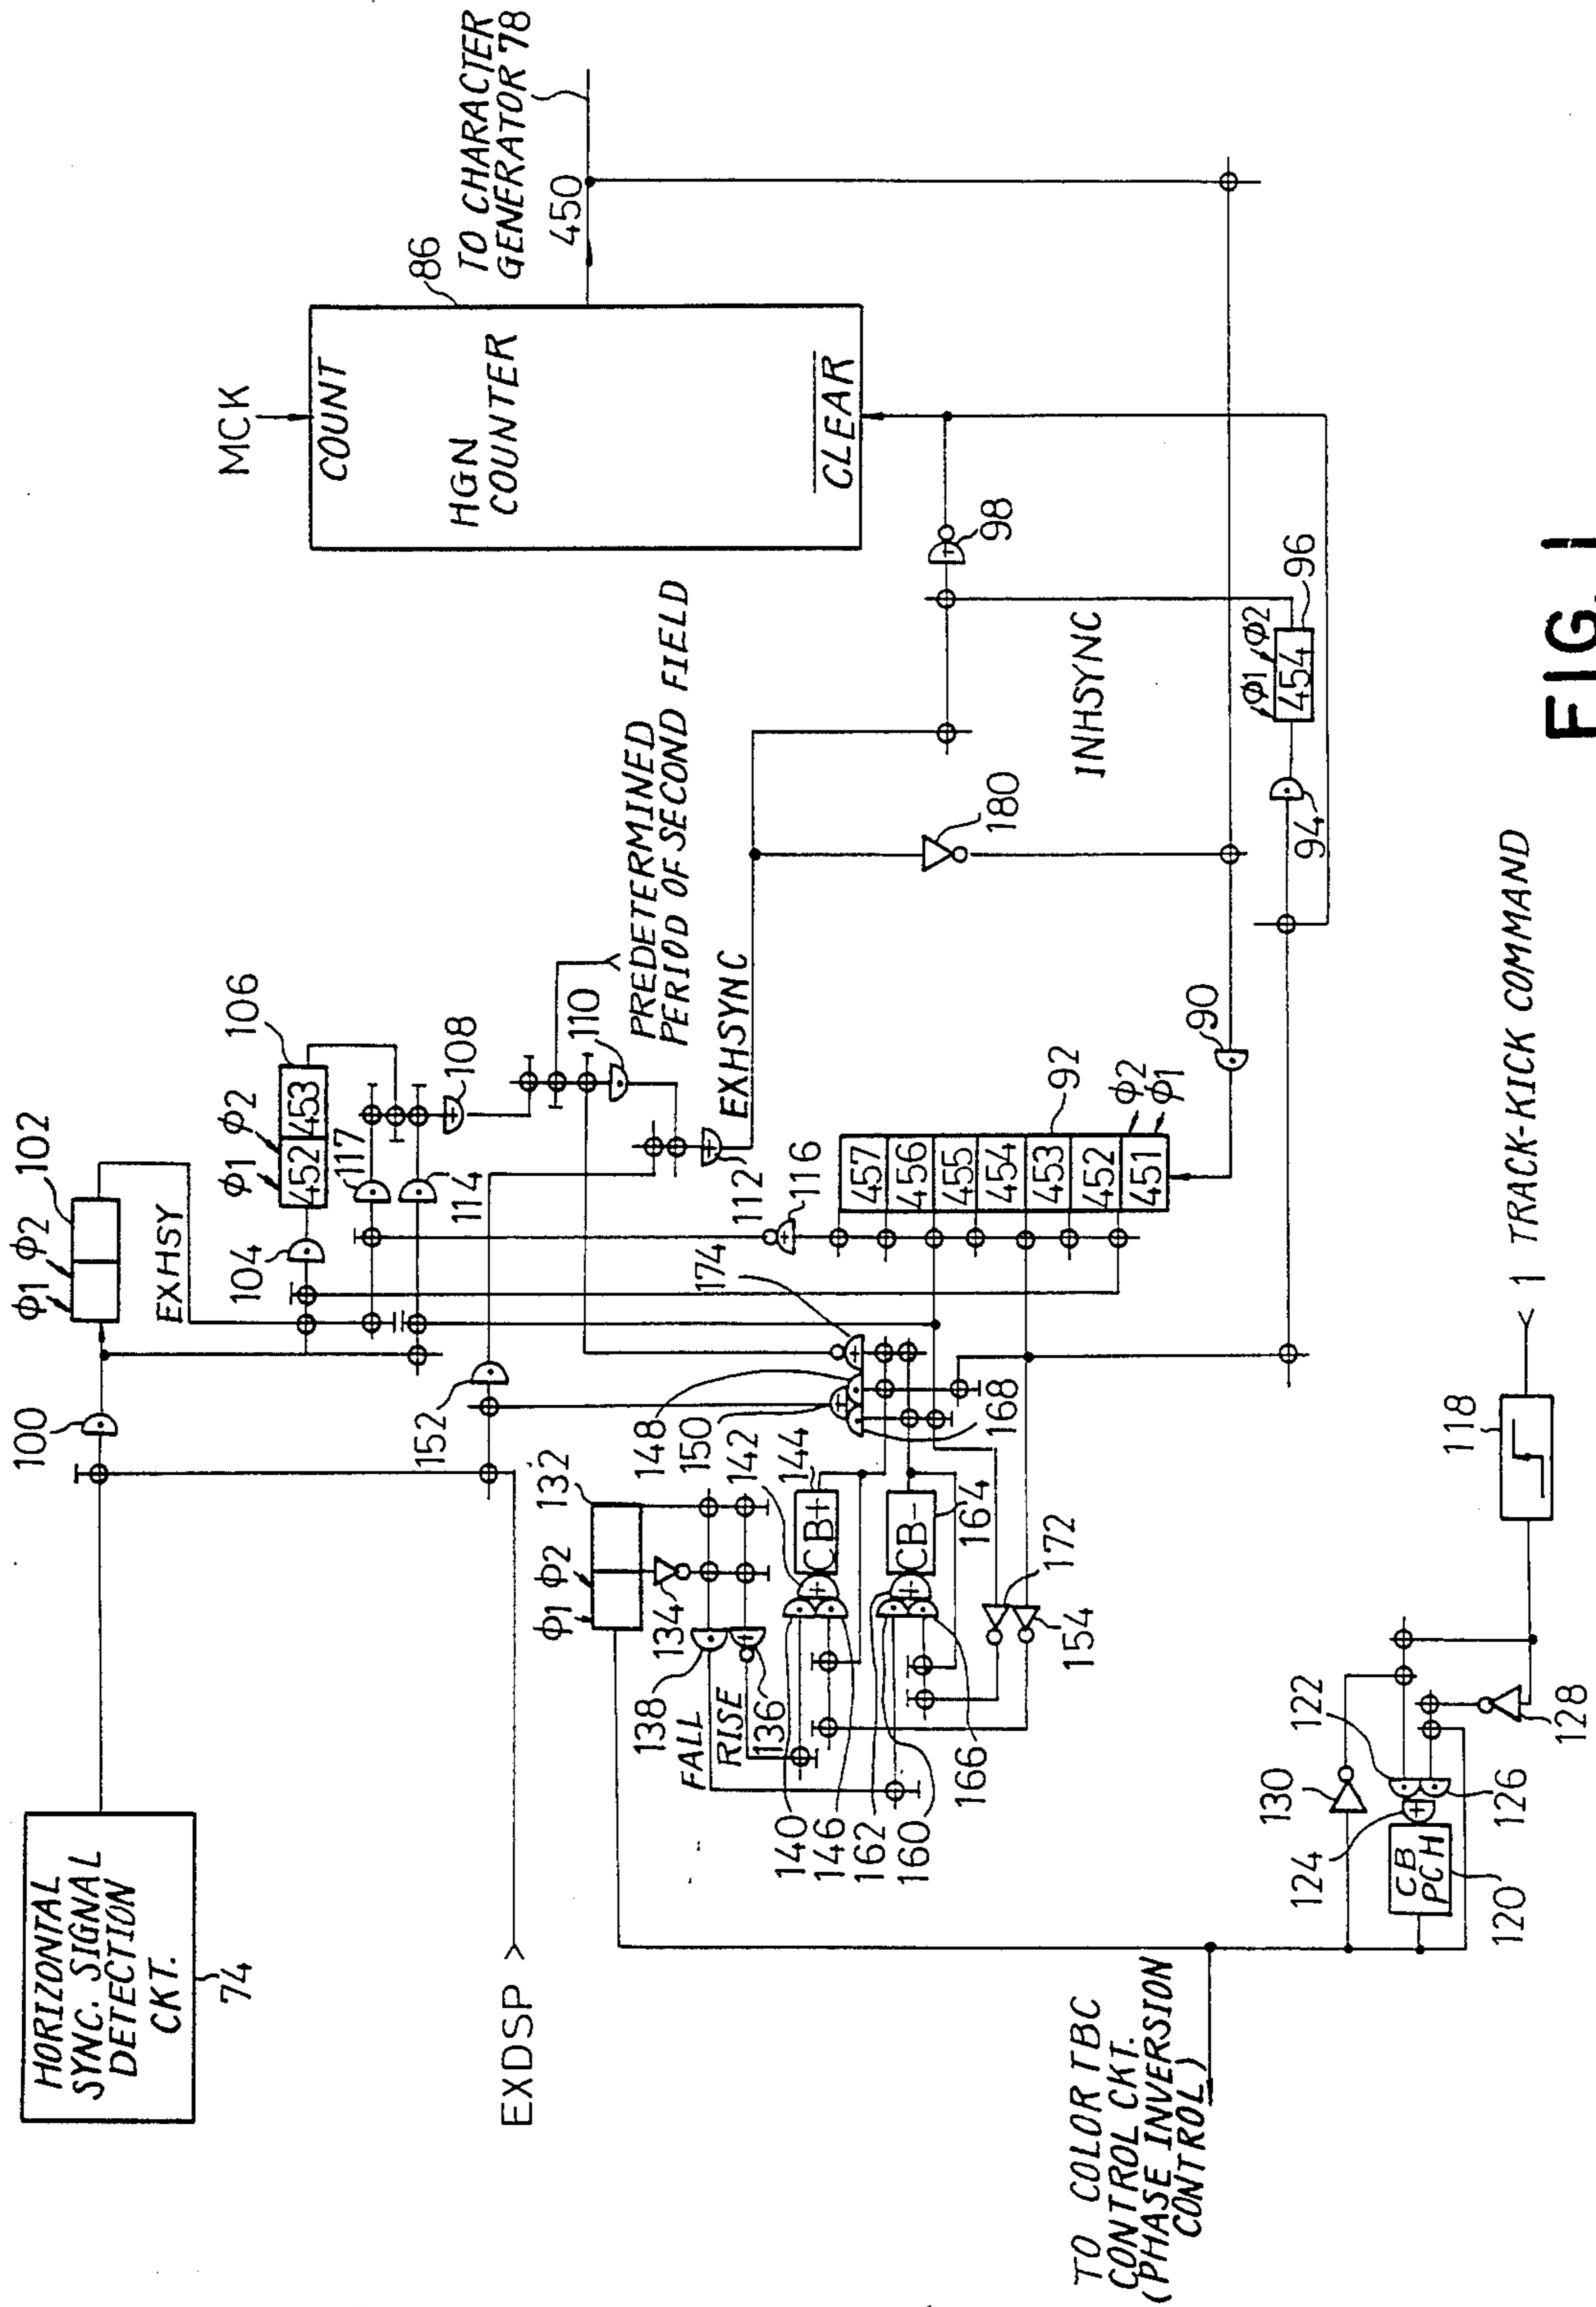 HORIZONTAL
SYNC. SIGNAL
DETECTION
CKT.
74
100
Φ1 Φ2
102
EXHSY
104
Φ1 Φ2
452 453
106
117
114
108
110
112
PREDETERMINED
PERIOD OF SECOND FIELD
EXHSYNC
MCK
COUNT
HGN
COUNTER
CLEAR
86
TO CHARACTER
GENERATOR 78
450
98
180
INHSYNC
Φ1 Φ2
454
96
94
90
92
Φ2
Φ1
457
456
455
454
453
452
451
116
174
152
148
150
168
EXDSP
132
Φ1 Φ2
134
138
136
FALL
RISE
142
144
CB+
CB-
164
140
146
162
160
166
172
154
TO COLOR TBC
CONTROL CKT.
(PHASE INVERSION
CONTROL)
130
122
124
CB
PCH
120
126
128
118
1 TRACK-KICK COMMAND
FIG. 1